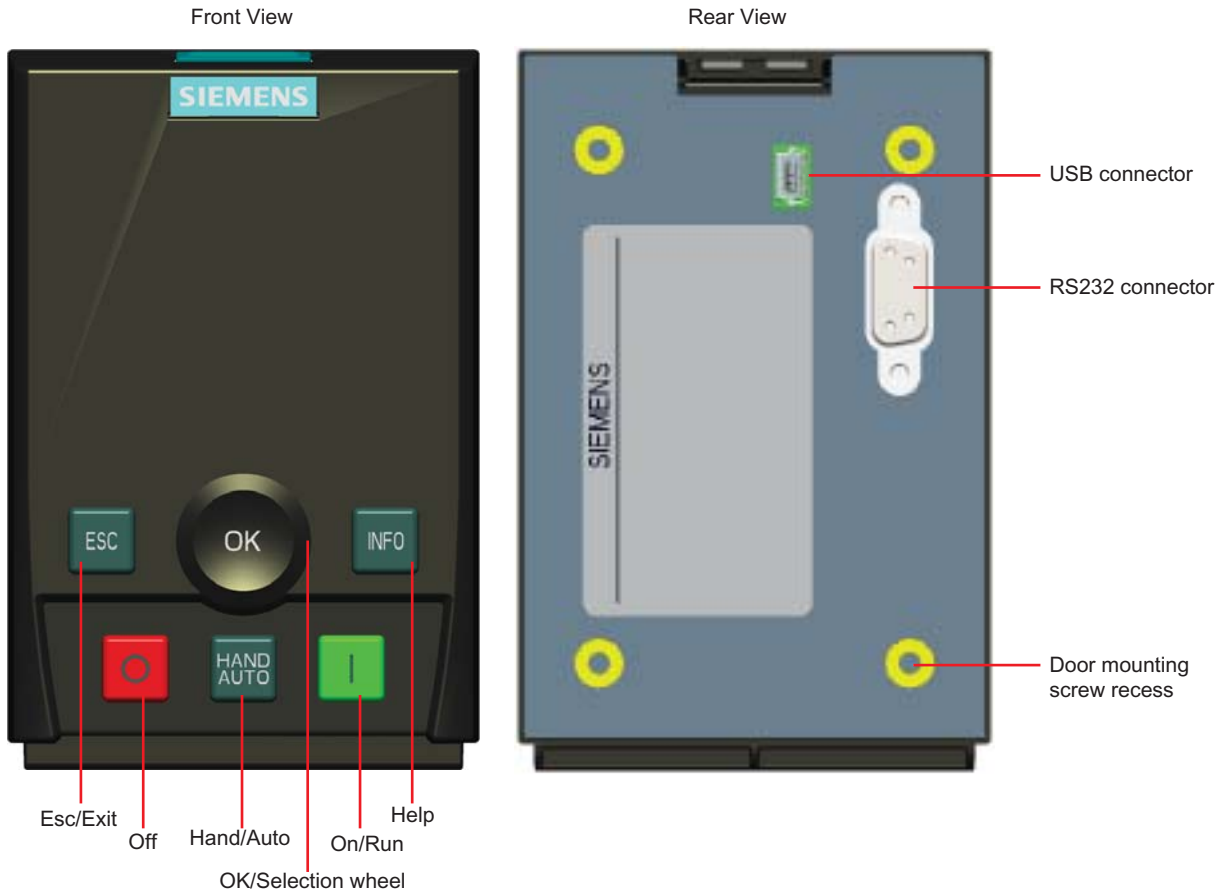 Front View
Rear View
SIEMENS
ESC
OK
INFO
HAND
AUTO
I
Esc/Exit
Off
Hand/Auto
OK/Selection wheel
On/Run
Help
SIEMENS
USB connector
RS232 connector
Door mounting
screw recess